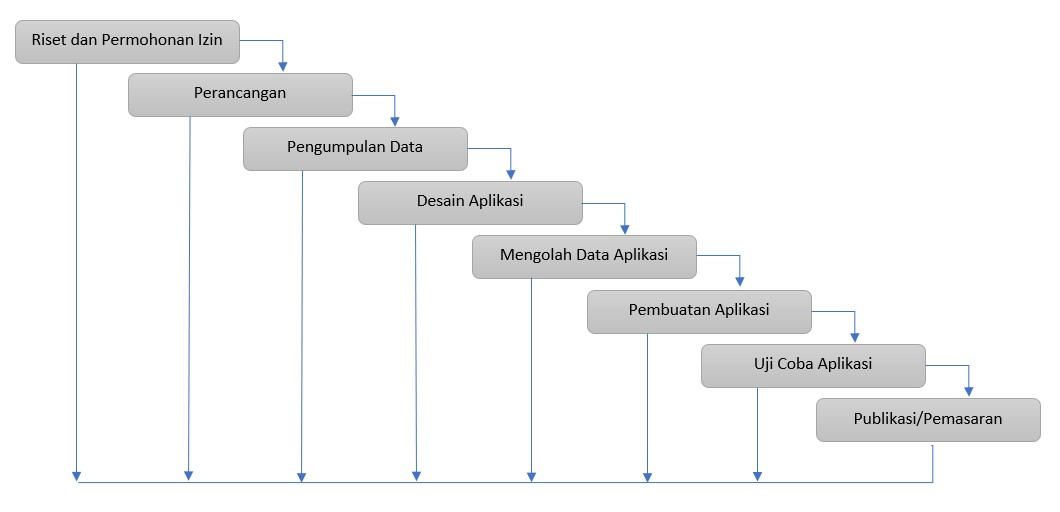 Riset dan Permohonan Izin
Perancangan
Pengumpulan Data
Desain Aplikasi
Mengolah Data Aplikasi
Pembuatan Aplikasi
Uji Coba Aplikasi
Publikasi/Pemasaran